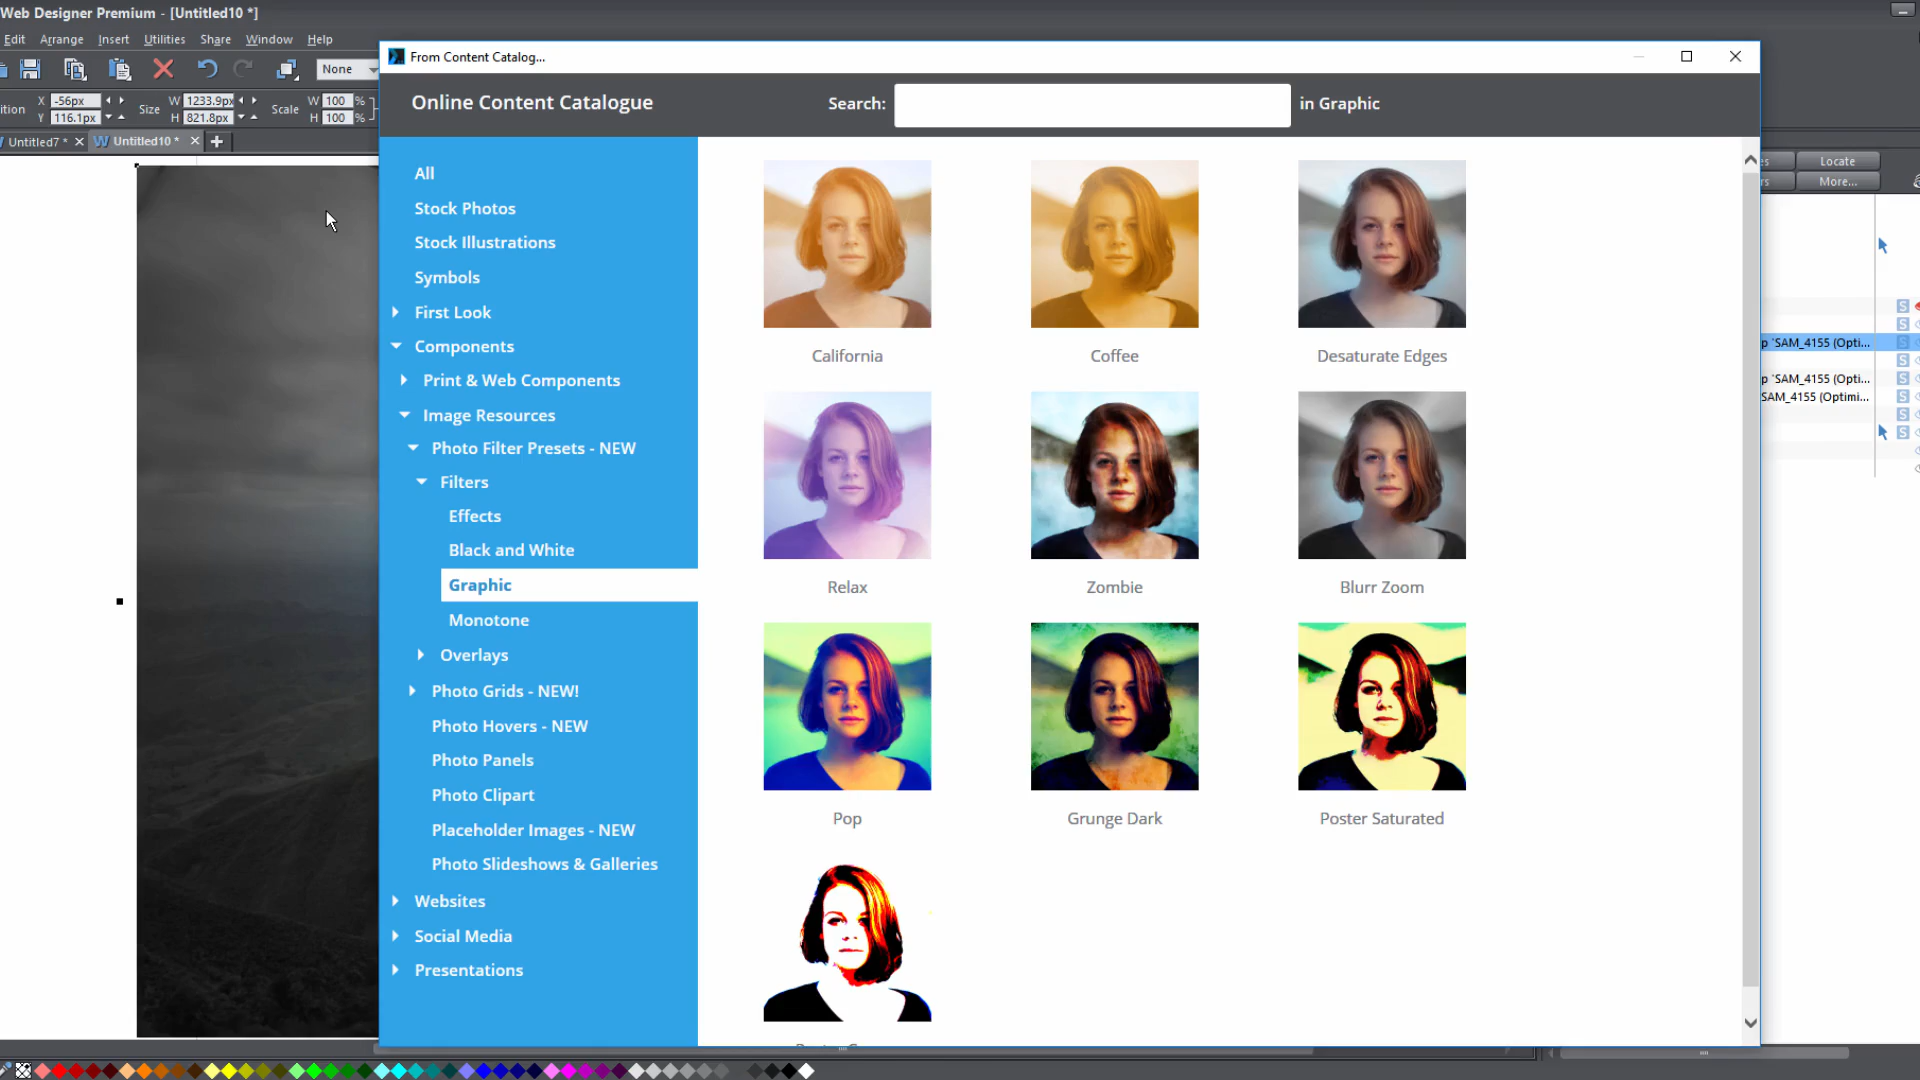 Web Designer Premium - [Untitled10 *]
Edit Arrange Insert Utilities Share Window Help
From Content Catalog...
None
X -56px
Y 116.1px
Size
W 1233.9px
H 821.8px
Scale
W 100 %
H 100 %
Untitled7 *
Untitled10 *
Online Content Catalogue
Search: in Graphic
All
Stock Photos
Stock Illustrations
Symbols
First Look
Components
Print & Web Components
Image Resources
Photo Filter Presets - NEW
Filters
Effects
Black and White
Graphic
Monotone
Overlays
Photo Grids - NEW!
Photo Hovers - NEW
Photo Panels
Photo Clipart
Placeholder Images - NEW
Photo Slideshows & Galleries
Websites
Social Media
Presentations
California Coffee Desaturate Edges
Relax Zombie Blurr Zoom
Pop Grunge Dark Poster Saturated
Locate
More...
S
S
p 'SAM_4155 (Opti... S
S
p 'SAM_4155 (Opti... S
SAM_4155 (Optimi... S
S
S